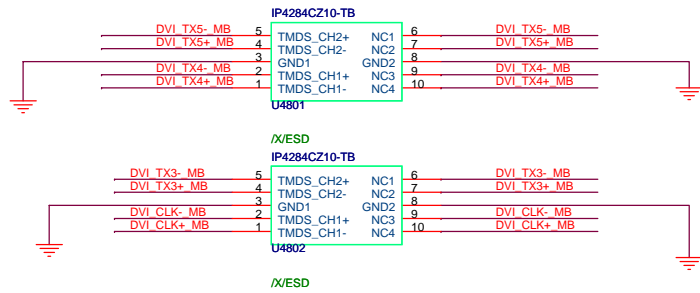 IP4284CZ10-TB
DVI_TX5-_MB 5 TMDS_CH2+ NC1 6 DVI_TX5-_MB
DVI_TX5+_MB 4 TMDS_CH2- NC2 7 DVI_TX5+_MB
3 GND1 GND2 8
DVI_TX4-_MB 2 TMDS_CH1+ NC3 9 DVI_TX4-_MB
DVI_TX4+_MB 1 TMDS_CH1- NC4 10 DVI_TX4+_MB
U4801
/X/ESD
IP4284CZ10-TB
DVI_TX3-_MB 5 TMDS_CH2+ NC1 6 DVI_TX3-_MB
DVI_TX3+_MB 4 TMDS_CH2- NC2 7 DVI_TX3+_MB
3 GND1 GND2 8
DVI_CLK-_MB 2 TMDS_CH1+ NC3 9 DVI_CLK-_MB
DVI_CLK+_MB 1 TMDS_CH1- NC4 10 DVI_CLK+_MB
U4802
/X/ESD